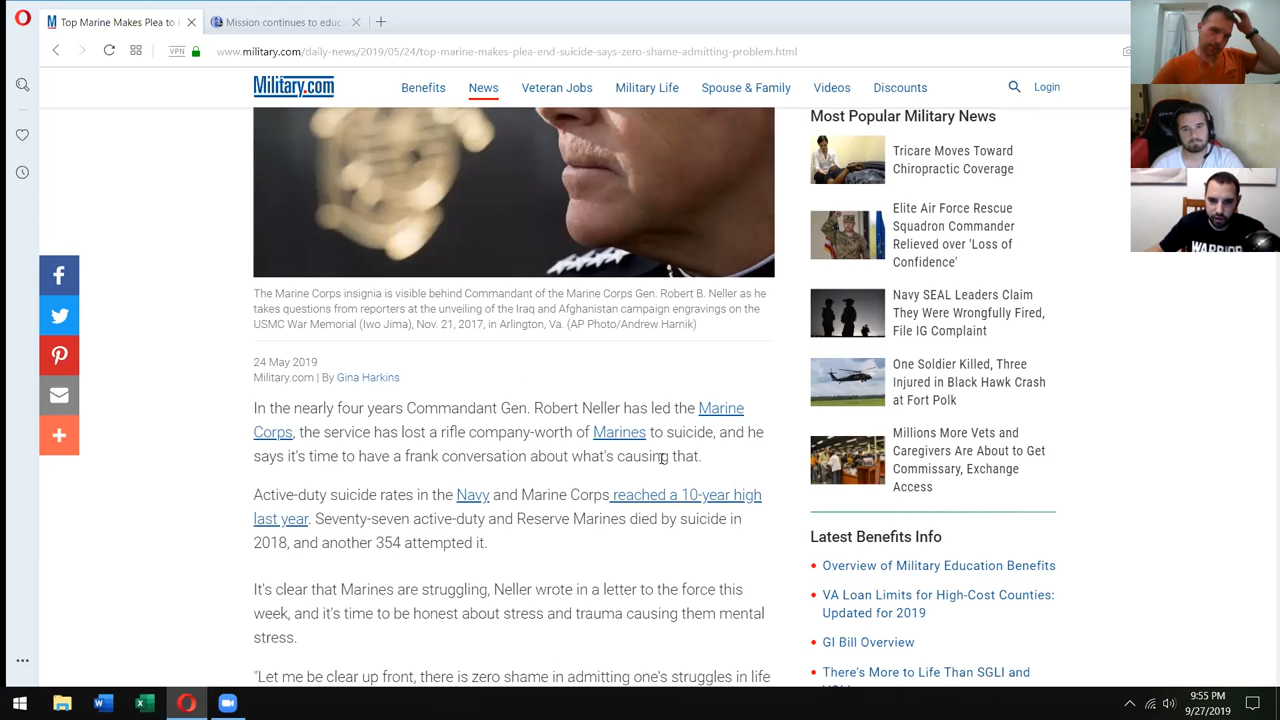 Top Marine Makes Plea to
Mission continues to educ
VPN
www.military.com/daily-news/2019/05/24/top-marine-makes-plea-end-suicide-says-zero-shame-admitting-problem.html
Military.com
Benefits
News
Veteran Jobs
Military Life
Spouse & Family
Videos
Discounts
Login
The Marine Corps insignia is visible behind Commandant of the Marine Corps Gen. Robert B. Neller as he
takes questions from reporters at the unveiling of the Iraq and Afghanistan campaign engravings on the
USMC War Memorial (Iwo Jima), Nov. 21, 2017, in Arlington, Va. (AP Photo/Andrew Harnik)
24 May 2019
Military.com | By Gina Harkins
In the nearly four years Commandant Gen. Robert Neller has led the Marine
Corps, the service has lost a rifle company-worth of Marines to suicide, and he
says it's time to have a frank conversation about what's causing that.
Active-duty suicide rates in the Navy and Marine Corps reached a 10-year high
last year. Seventy-seven active-duty and Reserve Marines died by suicide in
2018, and another 354 attempted it.
It's clear that Marines are struggling, Neller wrote in a letter to the force this
week, and it's time to be honest about stress and trauma causing them mental
stress.
"Let me be clear up front, there is zero shame in admitting one's struggles in life
Most Popular Military News
Tricare Moves Toward
Chiropractic Coverage
Elite Air Force Rescue
Squadron Commander
Relieved over 'Loss of
Confidence'
Navy SEAL Leaders Claim
They Were Wrongfully Fired,
File IG Complaint
One Soldier Killed, Three
Injured in Black Hawk Crash
at Fort Polk
Millions More Vets and
Caregivers Are About to Get
Commissary, Exchange
Access
Latest Benefits Info
Overview of Military Education Benefits
VA Loan Limits for High-Cost Counties:
Updated for 2019
GI Bill Overview
There's More to Life Than SGLI and
WARRIOR
9:55 PM
9/27/2019